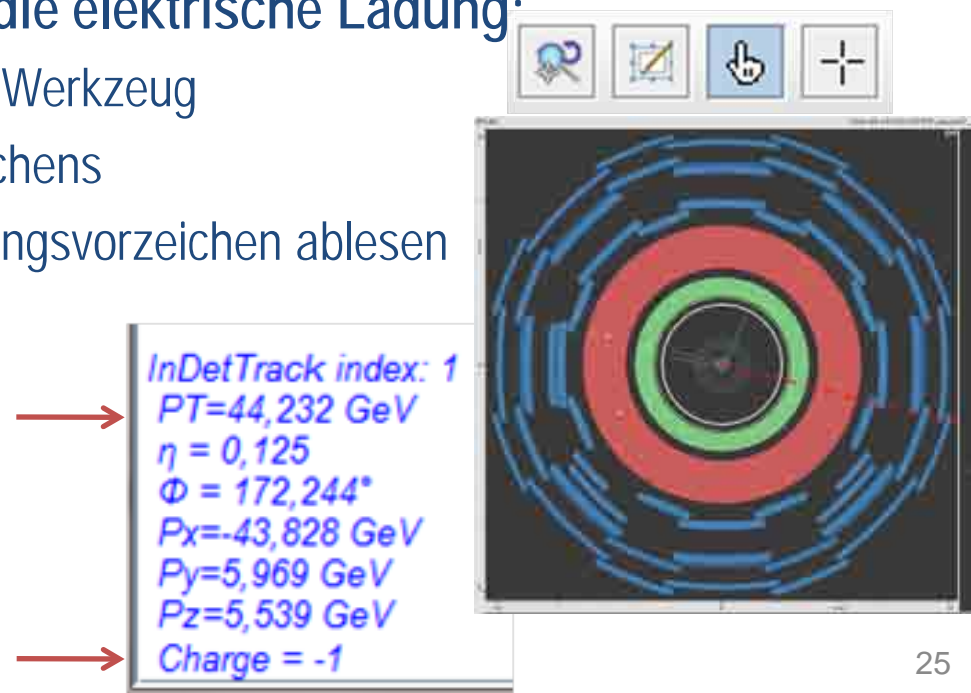 die elektrische Ladung:
Werkzeug
chens
ngsvorzeichen ablesen
InDetTrack index: 1
PT=44,232 GeV
η = 0,125
Φ = 172,244°
Px=-43,828 GeV
Py=5,969 GeV
Pz=5,539 GeV
Charge = -1
25